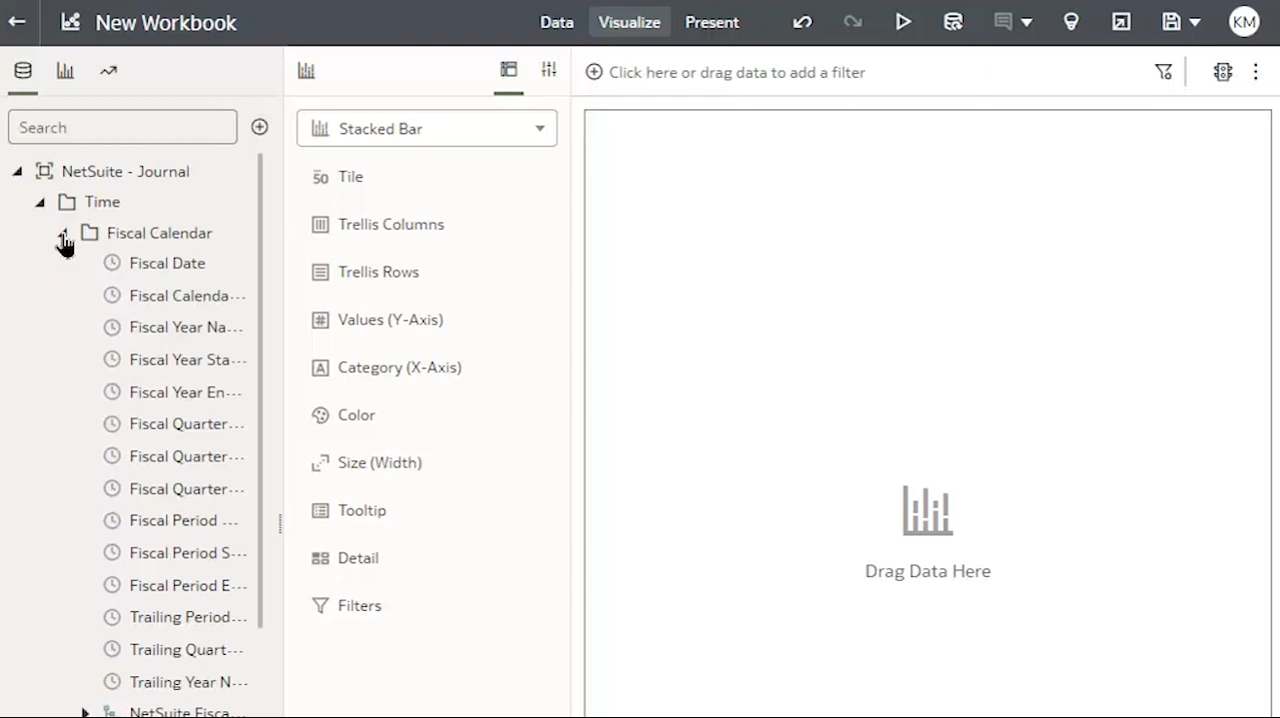 New Workbook
Data
Visualize
Present
KM
Click here or drag data to add a filter
Search
Stacked Bar
NetSuite - Journal
Time
Fiscal Calendar
Fiscal Date
Fiscal Calenda...
Fiscal Year Na...
Fiscal Year Sta...
Fiscal Year En...
Fiscal Quarter...
Fiscal Quarter...
Fiscal Quarter...
Fiscal Period ...
Fiscal Period S...
Fiscal Period E...
Trailing Period...
Trailing Quart...
Trailing Year N...
NetSuite Fisca...
50 Tile
Trellis Columns
Trellis Rows
# Values (Y-Axis)
A Category (X-Axis)
Color
Size (Width)
Tooltip
Detail
Filters
Drag Data Here